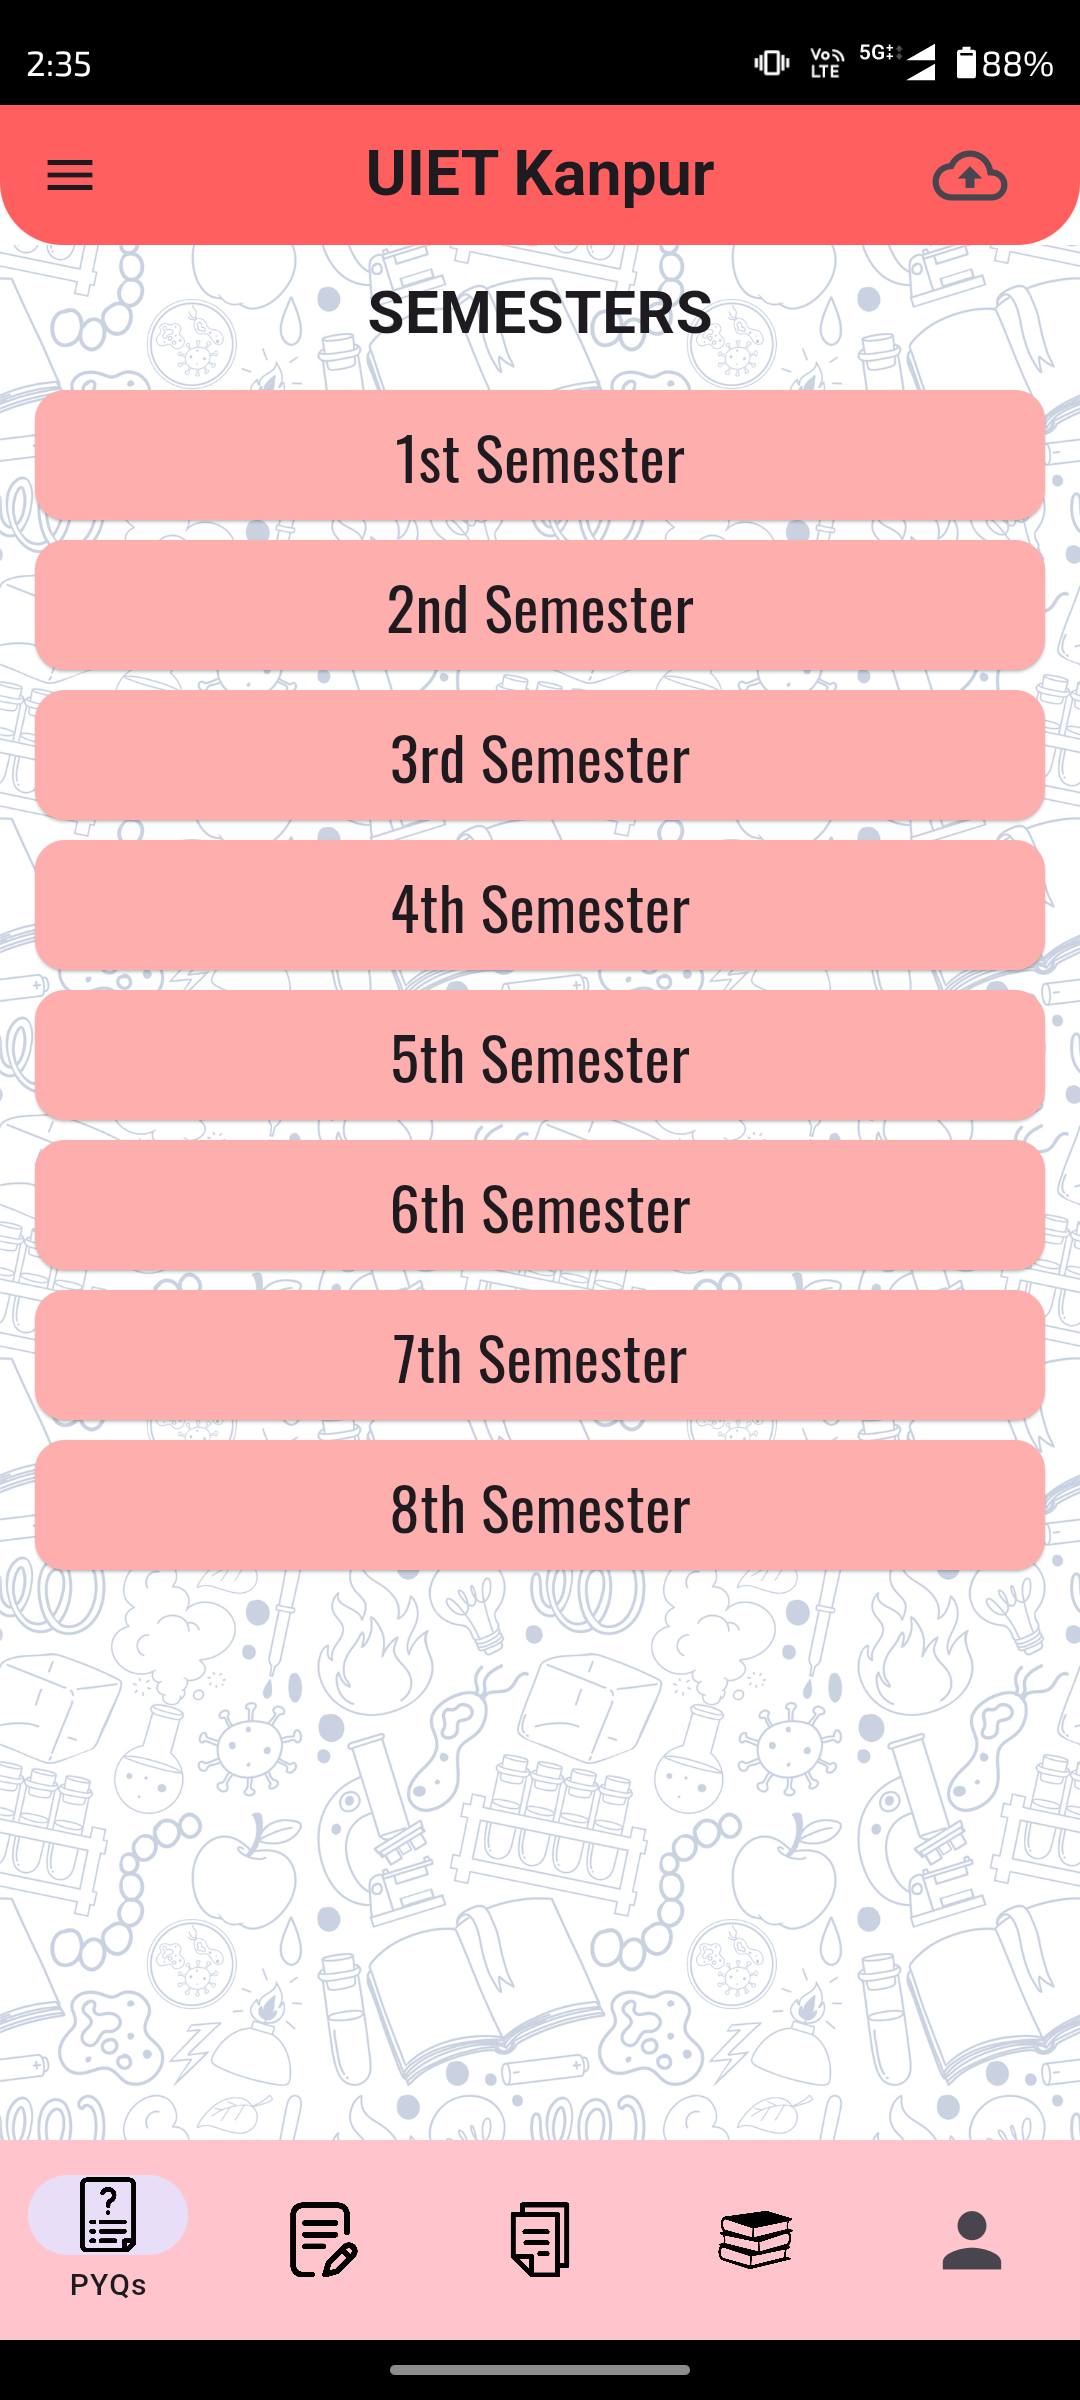 2:35
Vo LTE 5G 88%
UIET Kanpur
SEMESTERS
1st Semester
2nd Semester
3rd Semester
4th Semester
5th Semester
6th Semester
7th Semester
8th Semester
?
PYQs